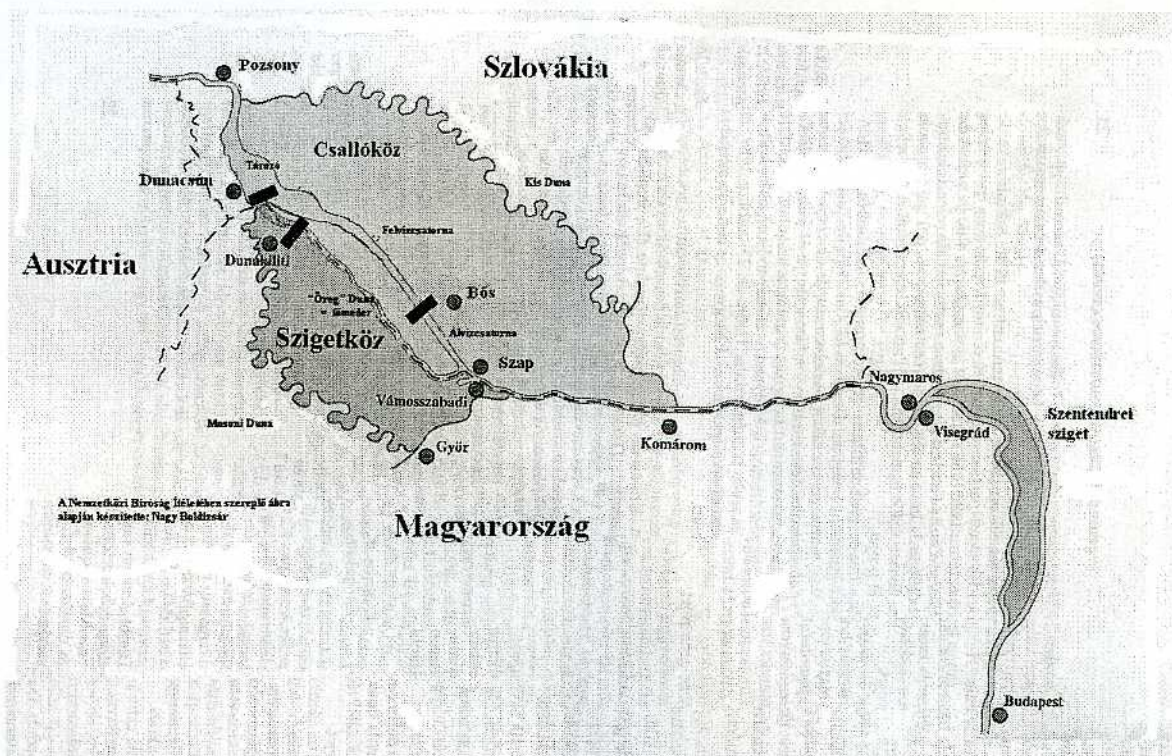 Pozsony
Szlovákia
Csallóköz
Tározó
Dunacsún
Kis Duna
Felvízcsatorna
Ausztria
Dunakiliti
"Öreg" Duna
= főmeder
Bős
Szigetköz
Alvízcsatorna
Szap
Nagymaros
Vámosszabadi
Szentendrei
sziget
Mosoni Duna
Visegrád
Komárom
Győr
A Nemzetközi Bíróság Ítéletében szereplő ábra
alapján készítette: Nagy Boldizsár
Magyarország
Budapest